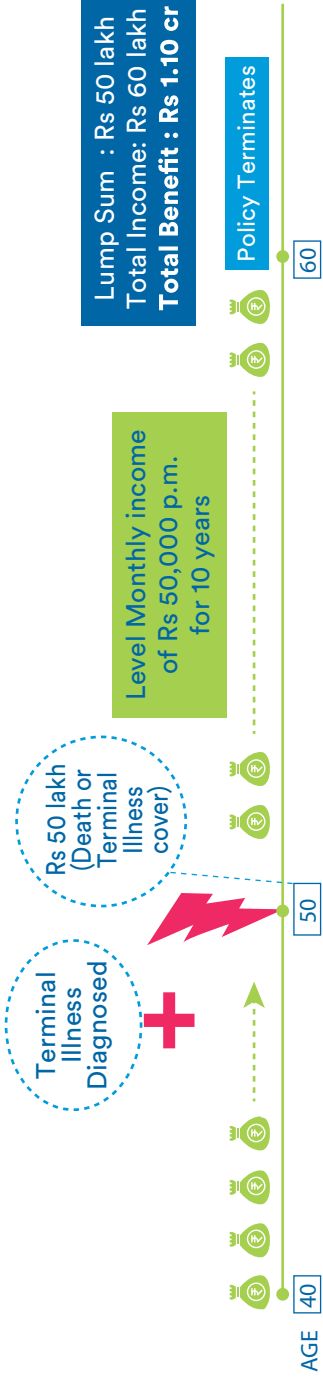 Terminal
Illness
Diagnosed
Rs 50 lakh
(Death or
Terminal
Illness
cover)
Level Monthly income
of Rs 50,000 p.m.
for 10 years
Lump Sum : Rs 50 lakh
Total Income: Rs 60 lakh
Total Benefit : Rs 1.10 cr
Policy Terminates
AGE 40 50 60